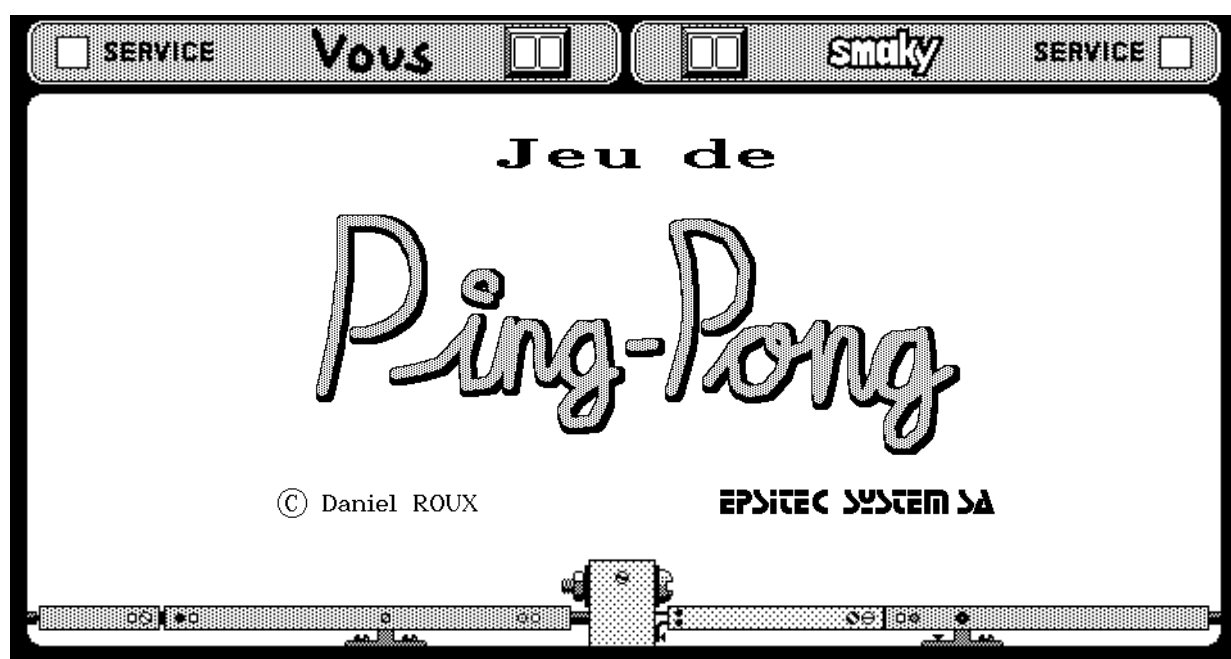 SERVICE Vous smaky SERVICE
Jeu de
Ping-Pong
© Daniel ROUX EPSITEC SYSTEM SA